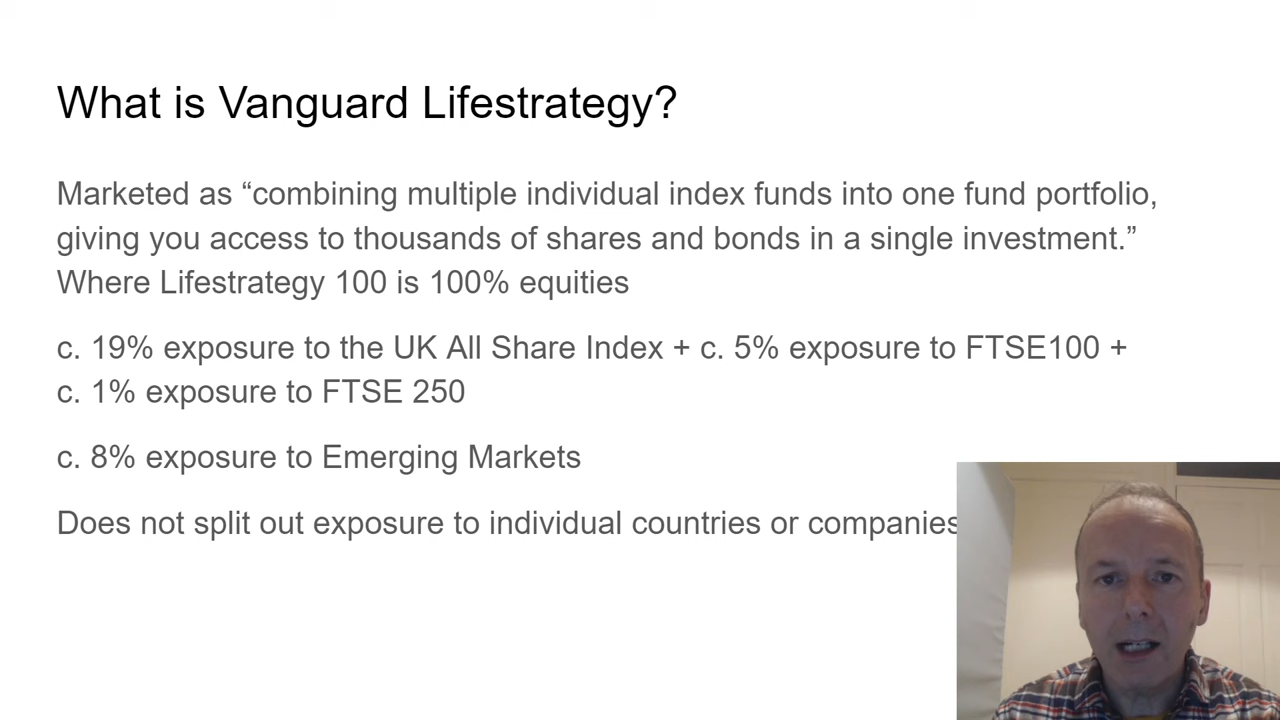 What is Vanguard Lifestrategy?
Marketed as “combining multiple individual index funds into one fund portfolio,
giving you access to thousands of shares and bonds in a single investment.”
Where Lifestrategy 100 is 100% equities
c. 19% exposure to the UK All Share Index + c. 5% exposure to FTSE100 +
c. 1% exposure to FTSE 250
c. 8% exposure to Emerging Markets
Does not split out exposure to individual countries or companies